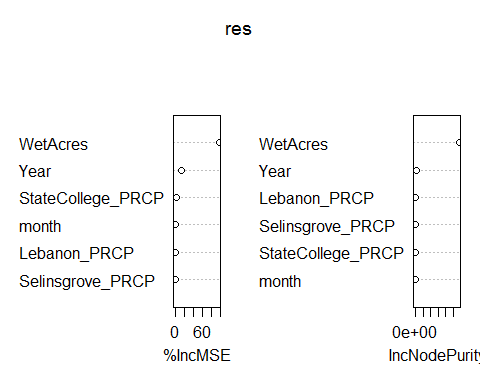 res
WetAcres
Year
StateCollege_PRCP
month
Lebanon_PRCP
Selinsgrove_PRCP
0 60
%IncMSE
WetAcres
Year
Lebanon_PRCP
Selinsgrove_PRCP
StateCollege_PRCP
month
0e+00
IncNodePurity